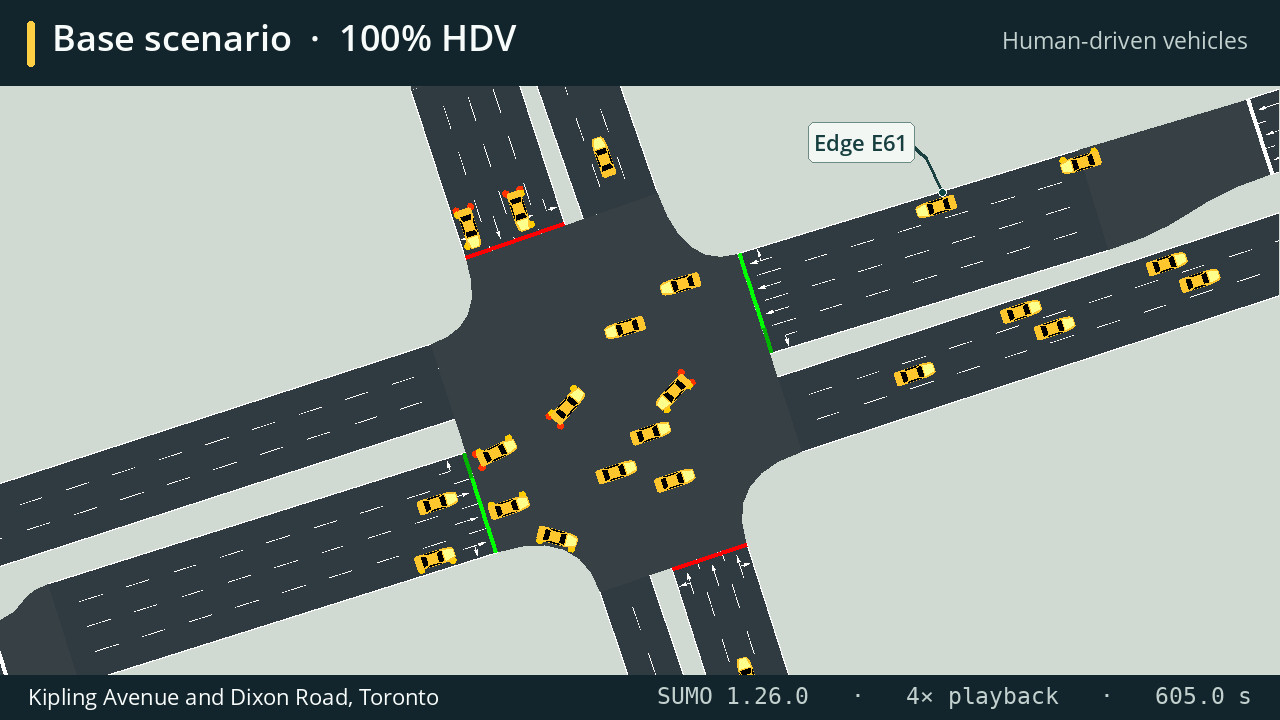 Base scenario · 100% HDV
Human-driven vehicles
Edge E61
Kipling Avenue and Dixon Road, Toronto
SUMO 1.26.0 · 4× playback · 605.0 s